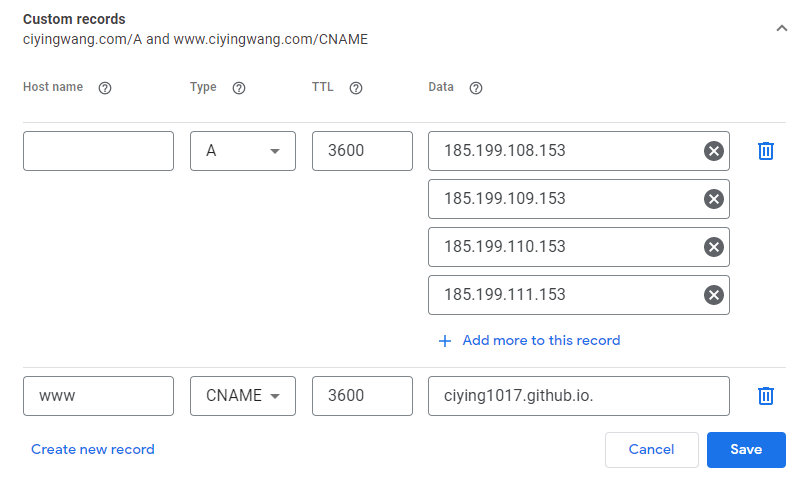 Custom records
ciyingwang.com/A and www.ciyingwang.com/CNAME
Host name Type TTL Data
A 3600 185.199.108.153
185.199.109.153
185.199.110.153
185.199.111.153
Add more to this record
www CNAME 3600 ciying1017.github.io.
Create new record Cancel Save